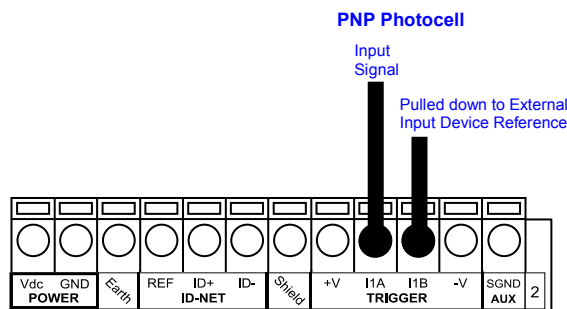 PNP Photocell
Input
Signal
Pulled down to External
Input Device Reference
Vdc GND Earth REF ID+ ID- Shield +V I1A I1B -V SGND 2
POWER ID-NET TRIGGER AUX